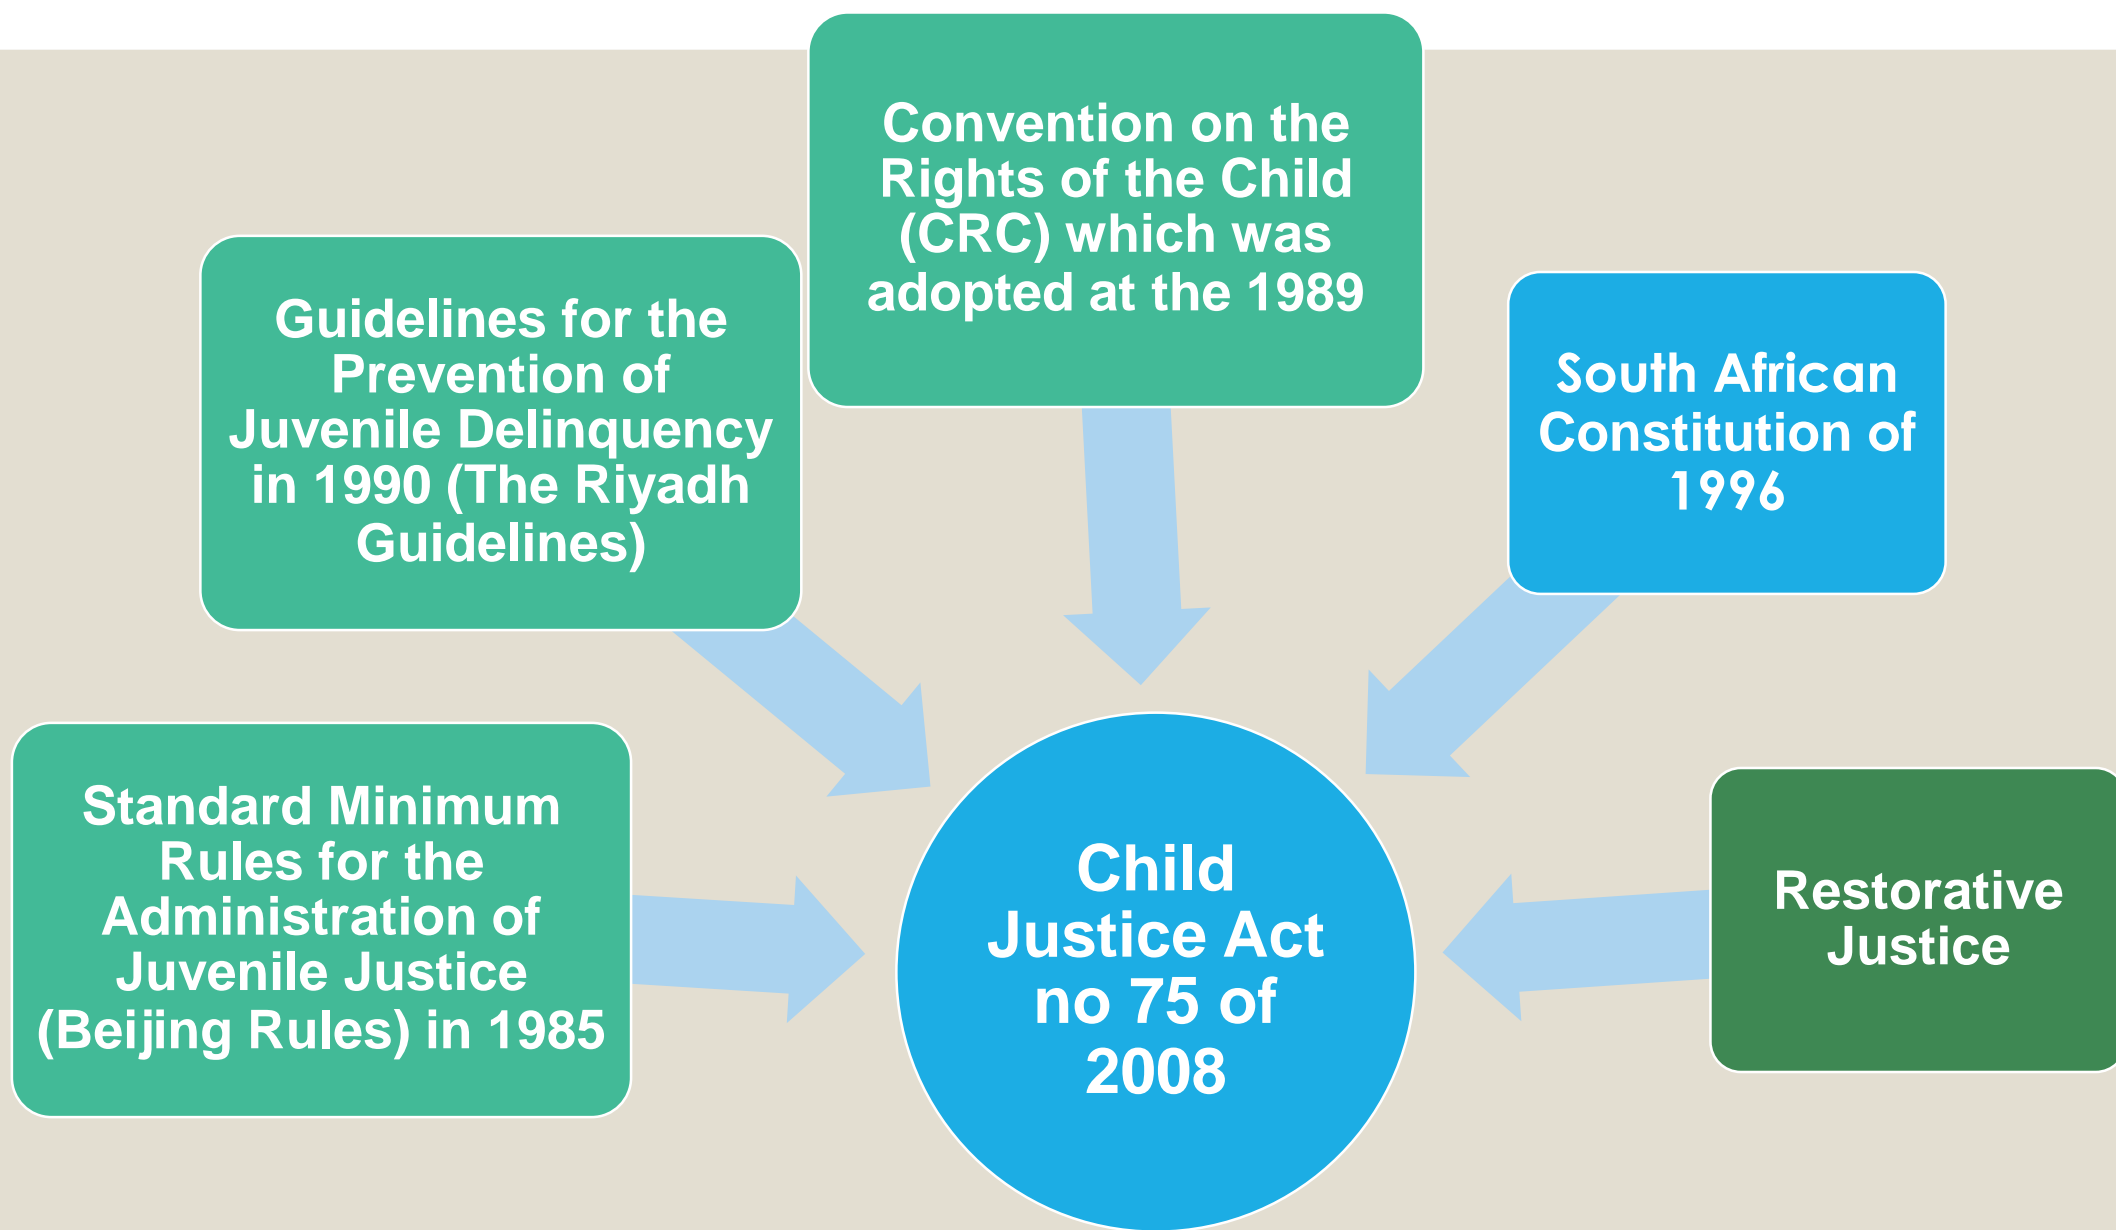 Convention on the
Rights of the Child
(CRC) which was
adopted at the 1989
Guidelines for the
Prevention of
Juvenile Delinquency
in 1990 (The Riyadh
Guidelines)
South African
Constitution of
1996
Standard Minimum
Rules for the
Administration of
Juvenile Justice
(Beijing Rules) in 1985
Child
Justice Act
no 75 of
2008
Restorative
Justice